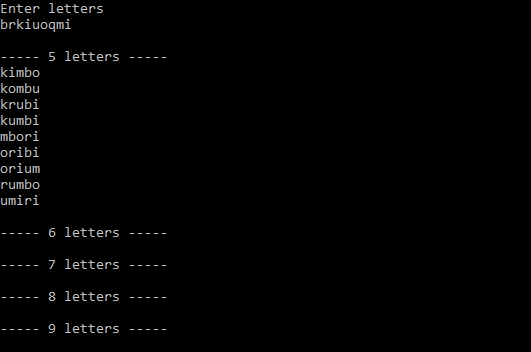 Enter letters
brkiuoqmi
----- 5 letters -----
kimbo
kombu
krubi
kumbi
mbori
oribi
orium
rumbo
umiri
----- 6 letters -----
----- 7 letters -----
----- 8 letters -----
----- 9 letters -----